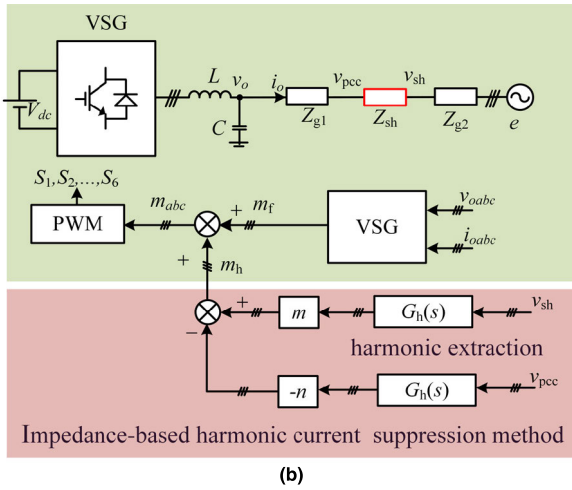 VSG
V_dc
L
v_o
i_o
v_pcc
v_sh
C
Z_g1
Z_sh
Z_g2
e
S_1,S_2,...,S_6
PWM
m_abc
+
m_f
VSG
v_oabc
i_oabc
+
m_h
+
m
G_h(s)
v_sh
−
harmonic extraction
-n
G_h(s)
v_pcc
Impedance-based harmonic current suppression method
(b)